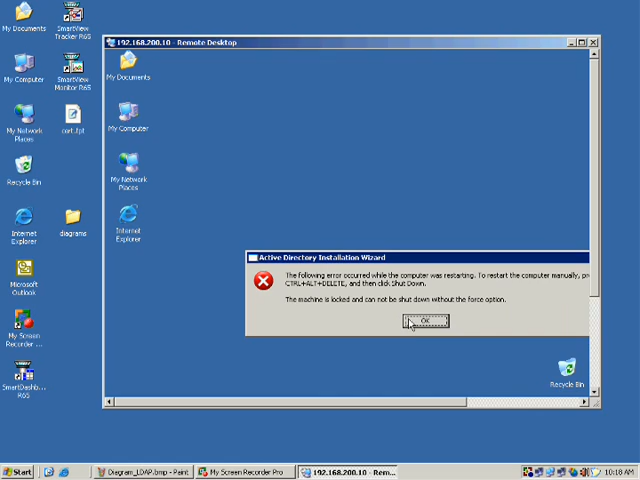 My Documents
SmartView
Tracker R65
My Computer
SmartView
Monitor R65
My Network
Places
cert.fpt
Recycle Bin
Internet
Explorer
diagrams
Microsoft
Outlook
My Screen
Recorder ...
SmartDashb...
R65
192.168.200.10 - Remote Desktop
My Documents
My Computer
My Network
Places
Internet
Explorer
Active Directory Installation Wizard
The following error occurred while the computer was restarting. To restart the computer manually, pre
CTRL+ALT+DELETE, and then click Shut Down.
The machine is locked and can not be shut down without the force option.
OK
Recycle Bin
Start
Diagram_LDAP.bmp - Paint
My Screen Recorder Pro
192.168.200.10 - Rem...
10:18 AM